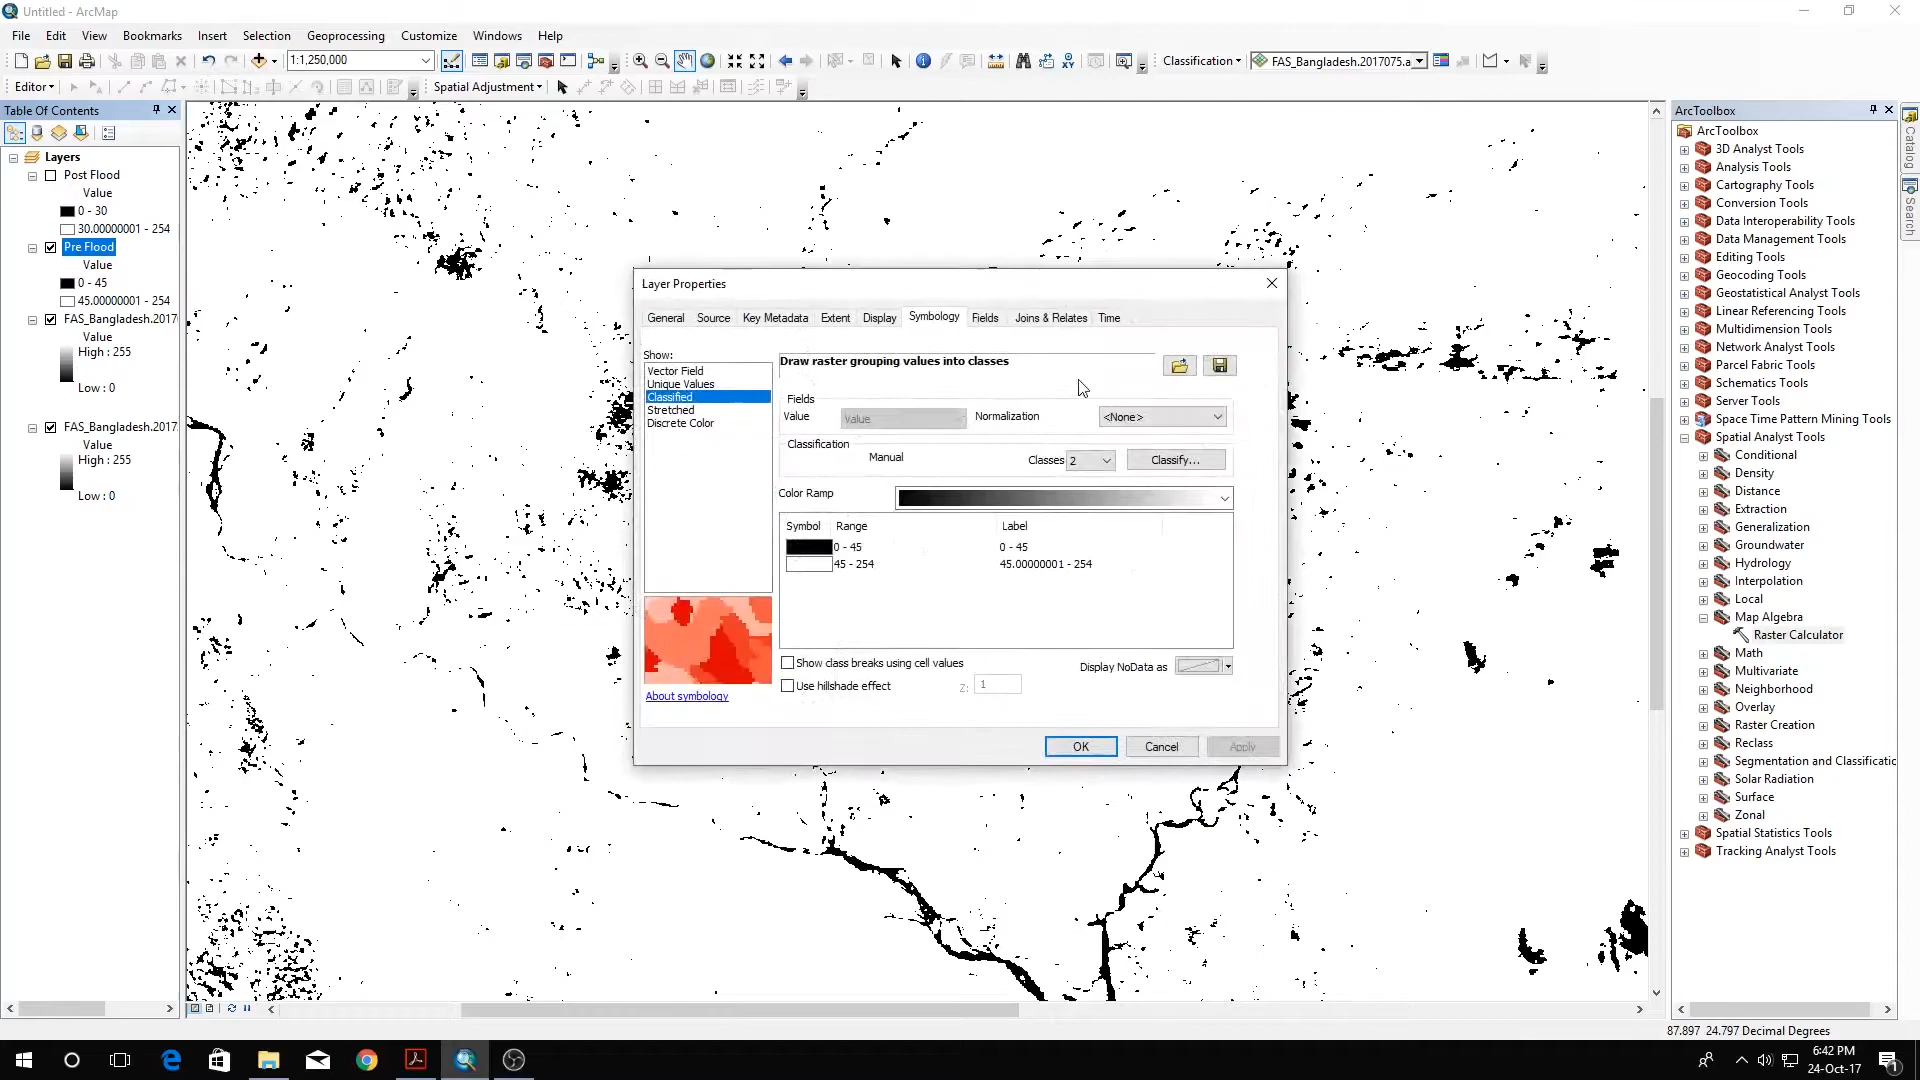 Untitled - ArcMap
File Edit View Bookmarks Insert Selection Geoprocessing Customize Windows Help
1:1,250,000
Classification
FAS_Bangladesh.2017075.a
Editor
Spatial Adjustment
Table Of Contents
Layers
Post Flood
Value
0 - 30
30.00000001 - 254
Pre Flood
Value
0 - 45
45.00000001 - 254
FAS_Bangladesh.2017
Value
High : 255
Low : 0
FAS_Bangladesh.2017
Value
High : 255
Low : 0
Layer Properties
General Source Key Metadata Extent Display Symbology Fields Joins & Relates Time
Show:
Vector Field
Unique Values
Classified
Stretched
Discrete Color
About symbology
Draw raster grouping values into classes
Fields
Value
Value
Normalization
<None>
Classification
Manual
Classes
2
Classify...
Color Ramp
Symbol Range Label
0 - 45 0 - 45
45 - 254 45.00000001 - 254
Show class breaks using cell values
Use hillshade effect
Z: 1
Display NoData as
OK Cancel Apply
ArcToolbox
ArcToolbox
3D Analyst Tools
Analysis Tools
Cartography Tools
Conversion Tools
Data Interoperability Tools
Data Management Tools
Editing Tools
Geocoding Tools
Geostatistical Analyst Tools
Linear Referencing Tools
Multidimension Tools
Network Analyst Tools
Parcel Fabric Tools
Schematics Tools
Server Tools
Space Time Pattern Mining Tools
Spatial Analyst Tools
Conditional
Density
Distance
Extraction
Generalization
Groundwater
Hydrology
Interpolation
Local
Map Algebra
Raster Calculator
Math
Multivariate
Neighborhood
Overlay
Raster Creation
Reclass
Segmentation and Classificatic
Solar Radiation
Surface
Zonal
Spatial Statistics Tools
Tracking Analyst Tools
Catalog
Search
87.897 24.797 Decimal Degrees
6:42 PM
24-Oct-17
1